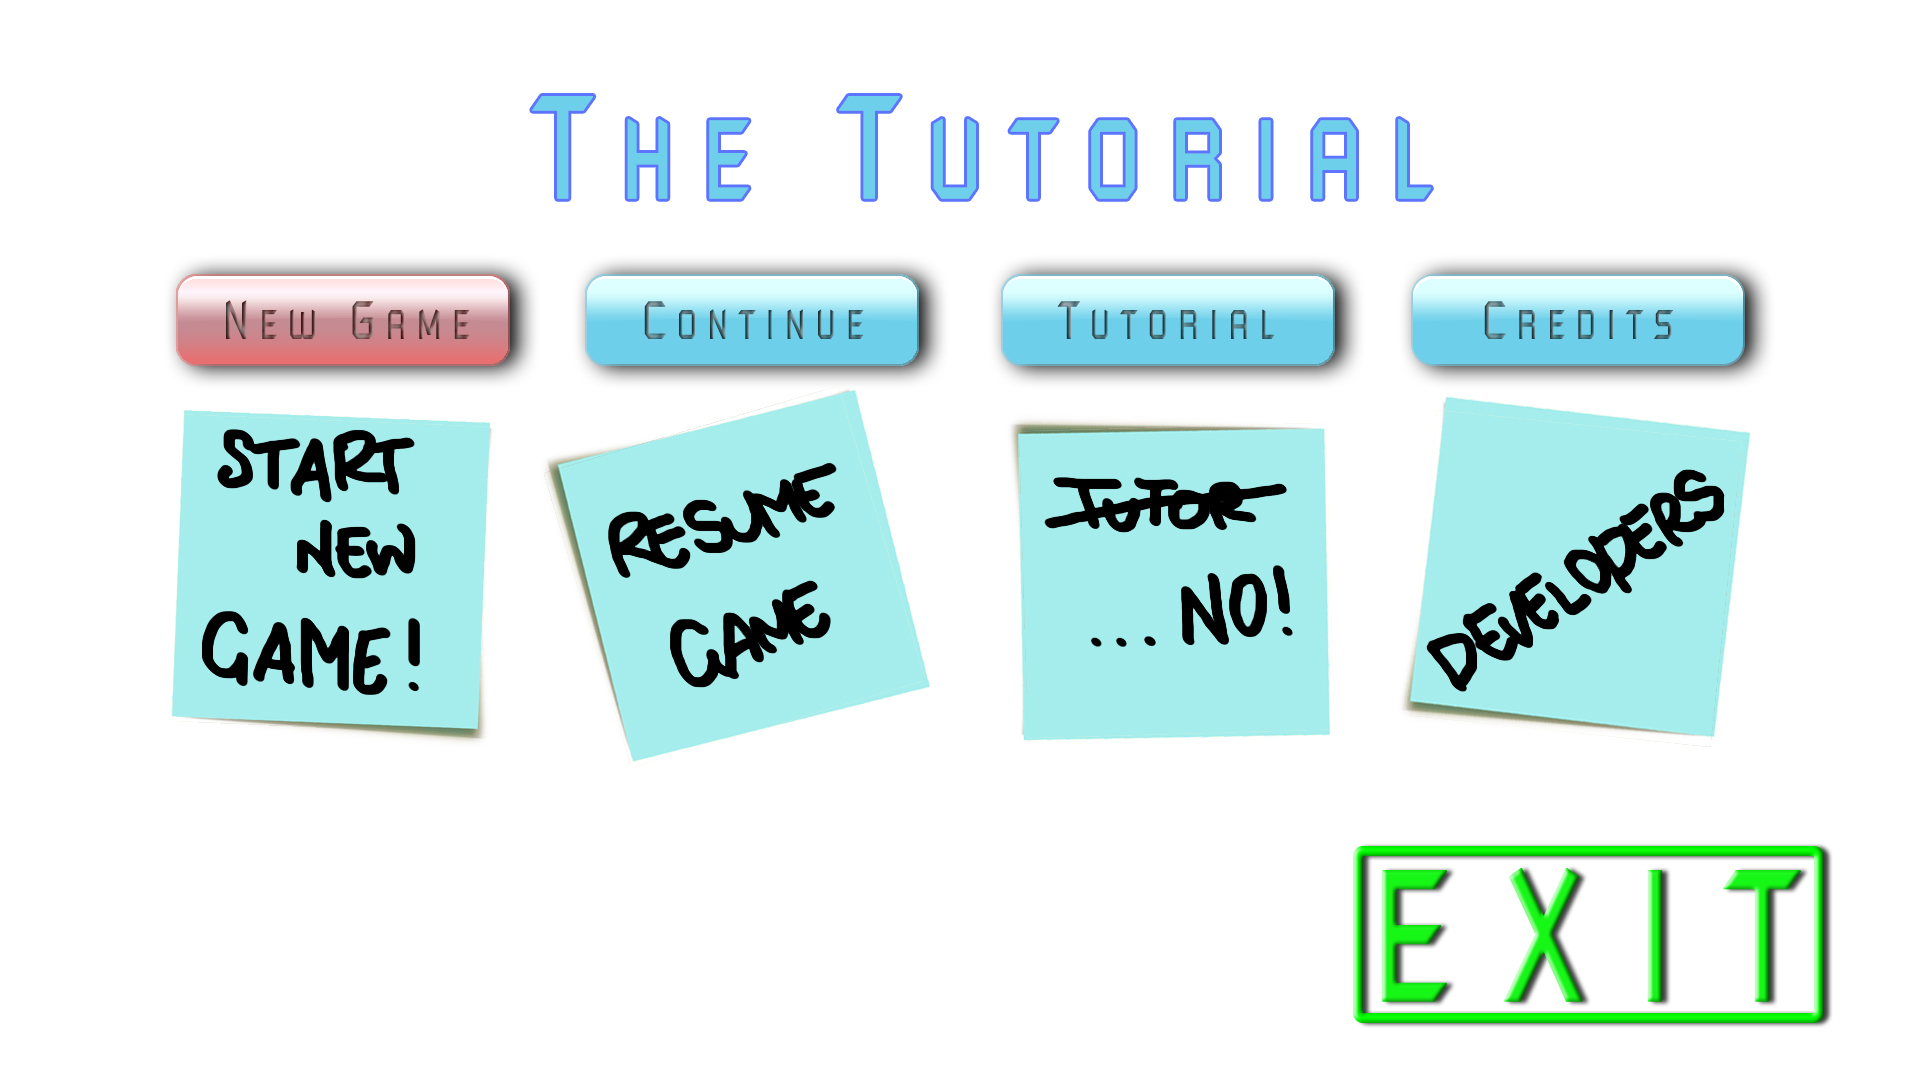 The Tutorial
New Game
Continue
Tutorial
Credits
START
NEW
GAME!
RESUME
GAME
TUTOR
...NO!
DEVELOPERS
EXIT